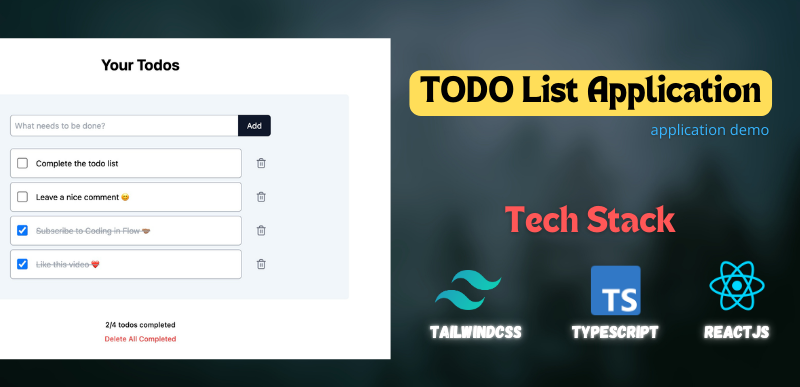 Your Todos
What needs to be done?
Add
Complete the todo list
Leave a nice comment 😊
Subscribe to Coding in Flow 🤝🏽
Like this video 💓
2/4 todos completed
Delete All Completed
TODO List Application
application demo
Tech Stack
TS
TAILWINDCSS
TYPESCRIPT
REACTJS